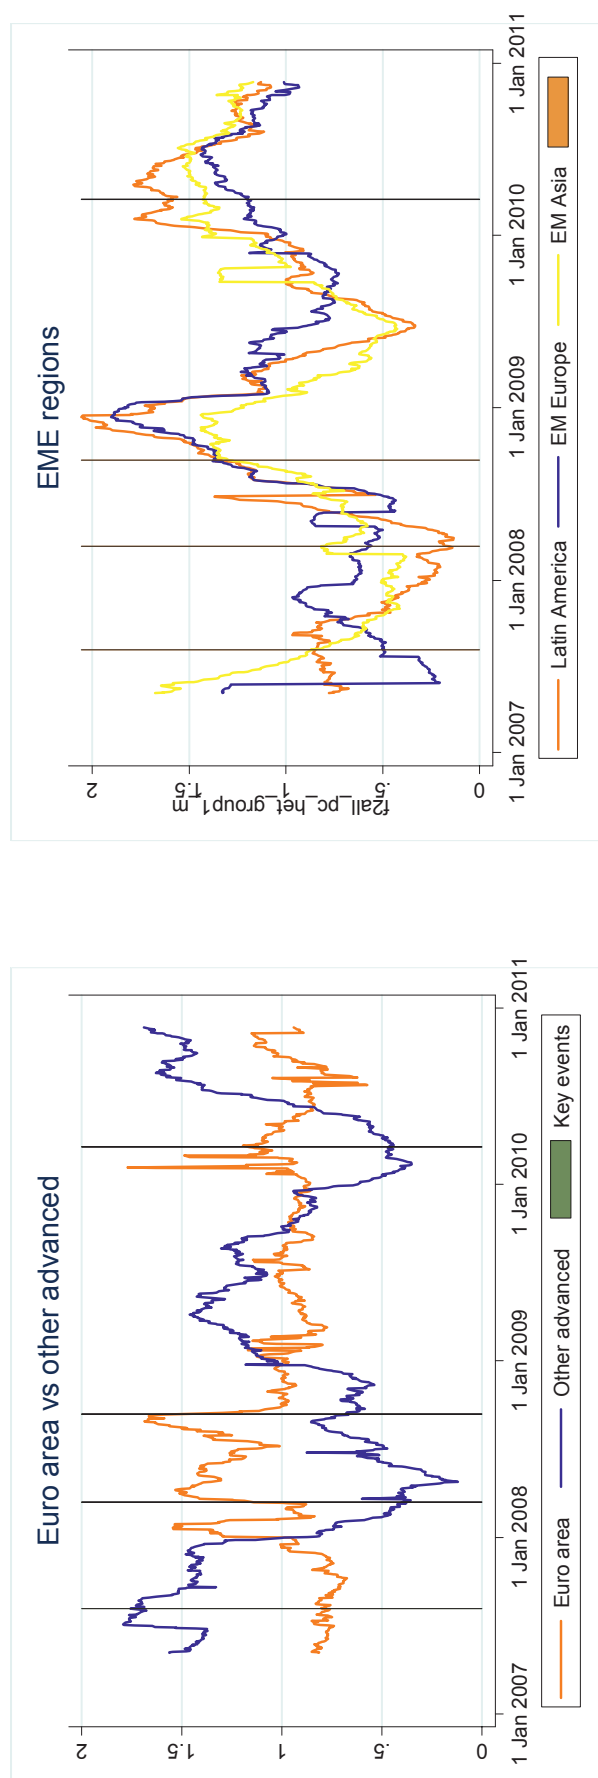 Euro area vs other advanced
2
1.5
1
.5
0
1 Jan 2007
1 Jan 2008
1 Jan 2009
1 Jan 2010
1 Jan 2011
Euro area
Other advanced
Key events
EME regions
f2all_pc_het_group1_m
2
1.5
1
.5
0
1 Jan 2007
1 Jan 2008
1 Jan 2009
1 Jan 2010
1 Jan 2011
Latin America
EM Europe
EM Asia